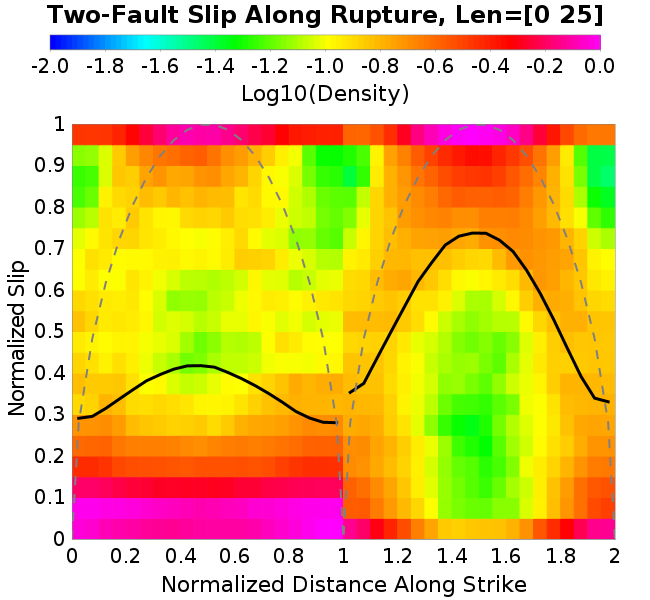 Two-Fault Slip Along Rupture, Len=[0 25]
-2.0 -1.8 -1.6 -1.4 -1.2 -1.0 -0.8 -0.6 -0.4 -0.2 0.0
Log10(Density)
1
0.9
0.8
0.7
0.6
0.5
0.4
0.3
0.2
0.1
0
Normalized Slip
0 0.2 0.4 0.6 0.8 1 1.2 1.4 1.6 1.8 2
Normalized Distance Along Strike